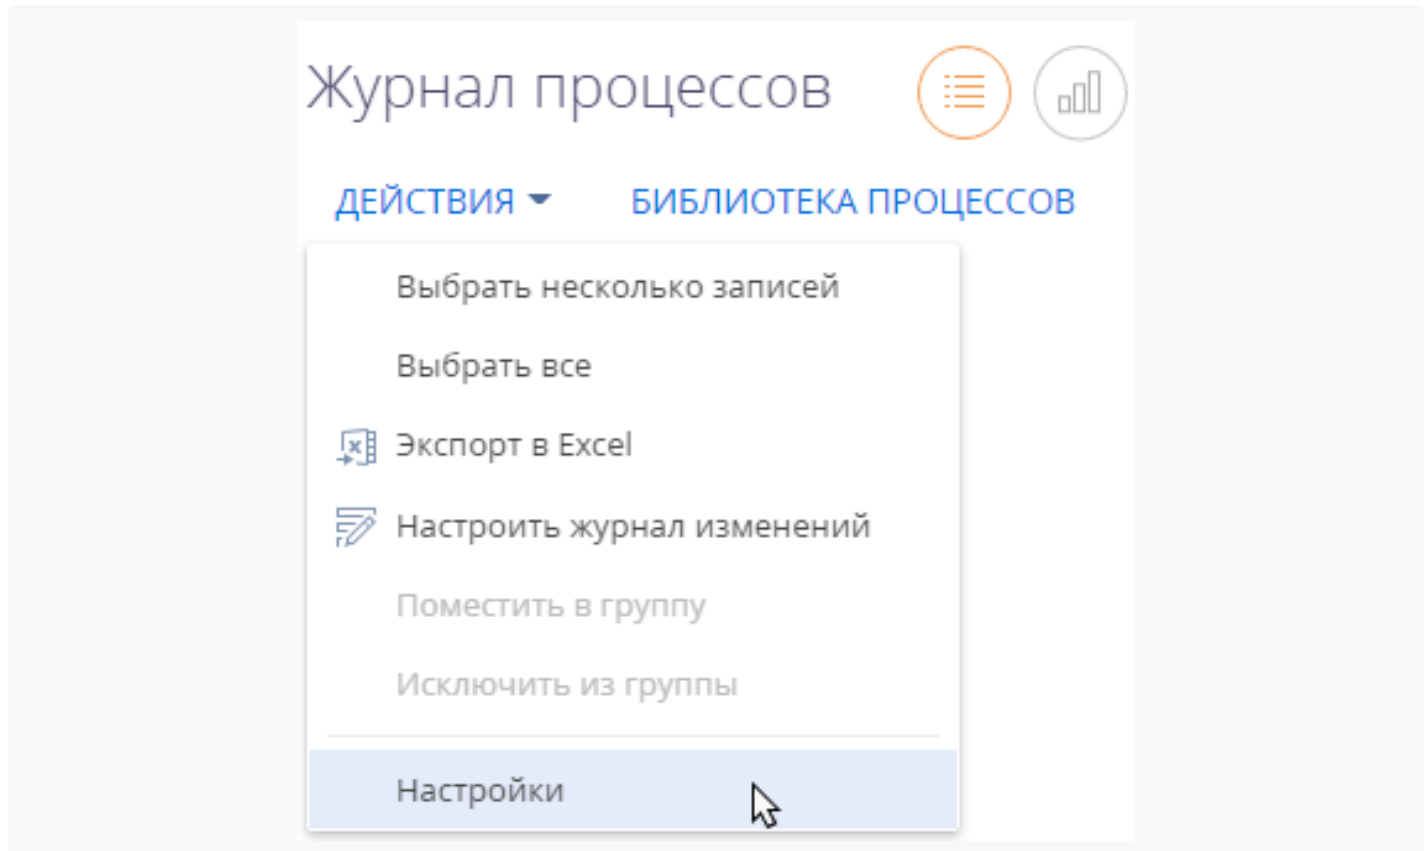 Журнал процессов
ДЕЙСТВИЯ БИБЛИОТЕКА ПРОЦЕССОВ
Выбрать несколько записей
Выбрать все
Экспорт в Excel
Настроить журнал изменений
Поместить в группу
Исключить из группы
Настройки